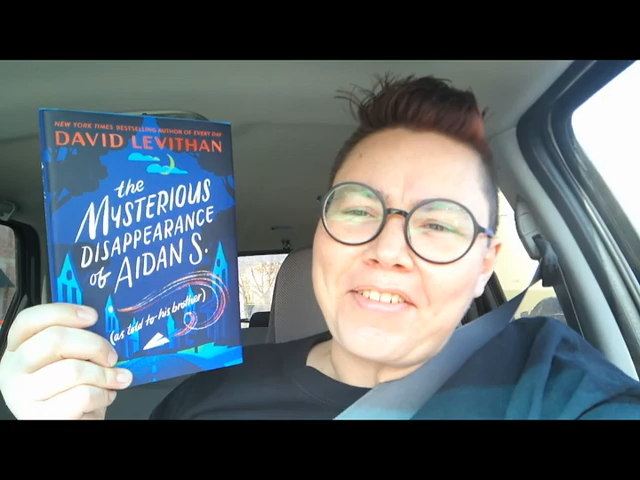 NEW YORK TIMES BESTSELLING AUTHOR OF EVERY DAY
DAVID LEVITHAN
the
MYSTERIOUS
DISAPPEARANCE
of AIDAN S.
(as told to his brother)